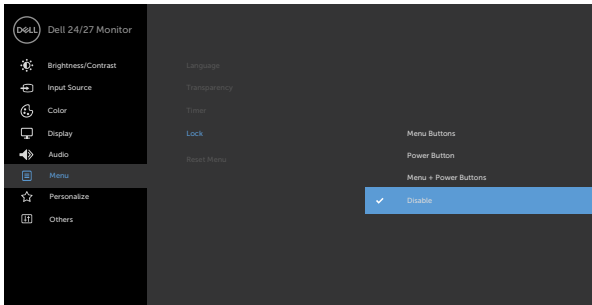 DELL
Dell 24/27 Monitor
Brightness/Contrast
Input Source
Color
Display
Audio
Menu
Personalize
Others
Language
Transparency
Timer
Lock
Reset Menu
Menu Buttons
Power Button
Menu + Power Buttons
Disable